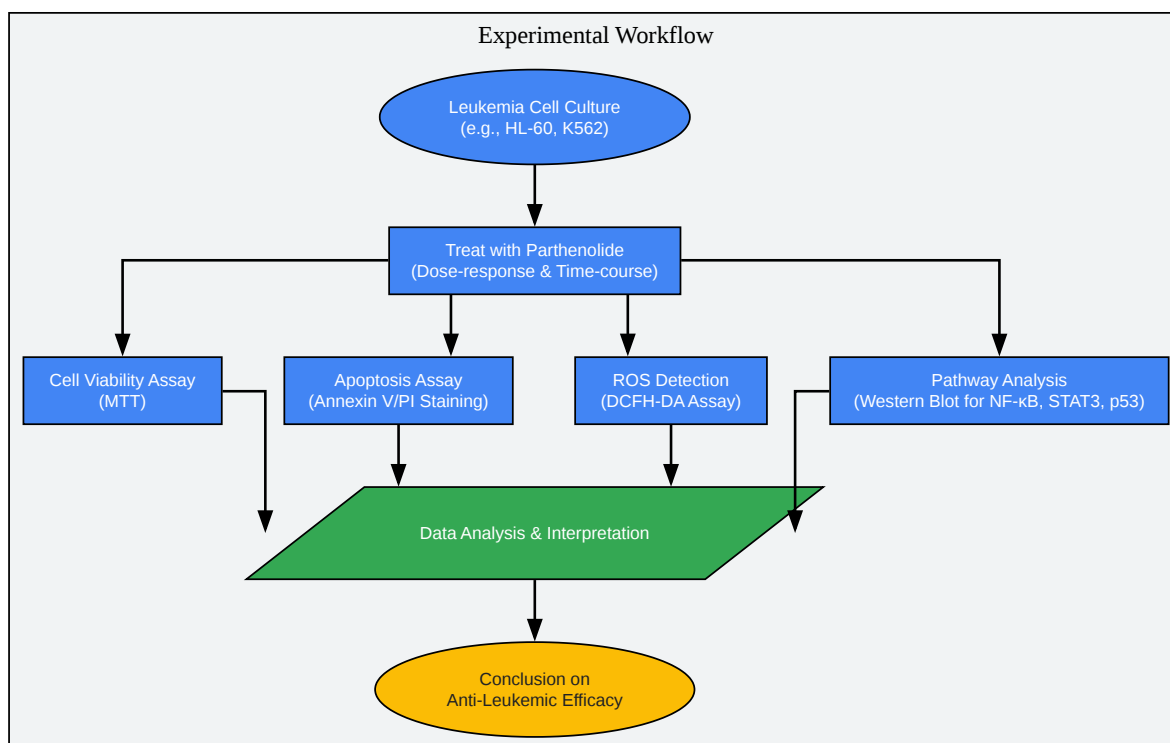 Experimental Workflow
Leukemia Cell Culture
(e.g., HL-60, K562)
Treat with Parthenolide
(Dose-response & Time-course)
Cell Viability Assay
(MTT)
Apoptosis Assay
(Annexin V/PI Staining)
ROS Detection
(DCFH-DA Assay)
Pathway Analysis
(Western Blot for NF-κB, STAT3, p53)
Data Analysis & Interpretation
Conclusion on
Anti-Leukemic Efficacy